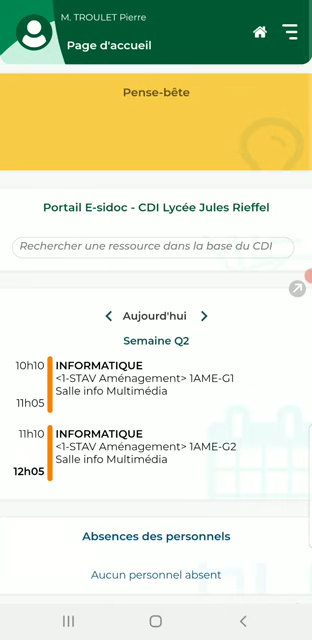 M. TROULET Pierre
Page d'accueil
Pense-bête
Portail E-sidoc - CDI Lycée Jules Rieffel
Rechercher une ressource dans la base du CDI
Aujourd'hui
Semaine Q2
10h10 INFORMATIQUE
<1-STAV Aménagement> 1AME-G1
Salle info Multimédia
11h05
11h10 INFORMATIQUE
<1-STAV Aménagement> 1AME-G2
Salle info Multimédia
12h05
Absences des personnels
Aucun personnel absent